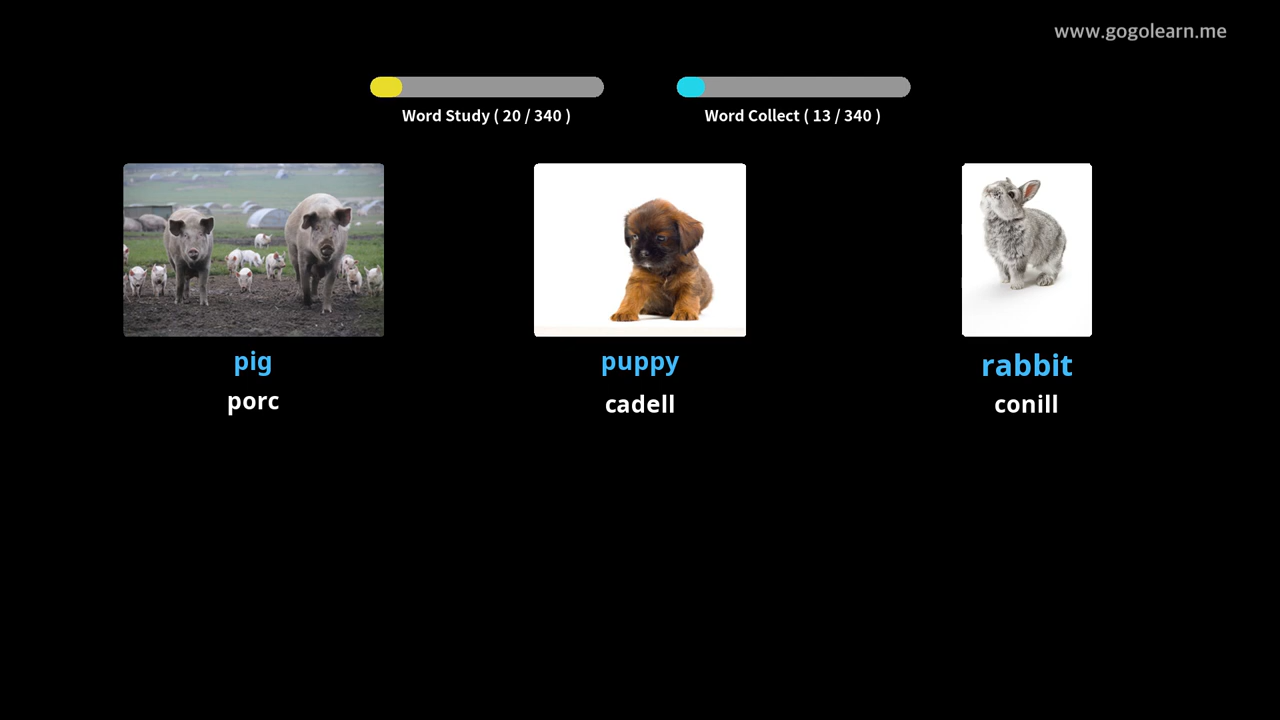 www.gogolearn.me
Word Study ( 20 / 340 )
Word Collect ( 13 / 340 )
pig
porc
puppy
cadell
rabbit
conill